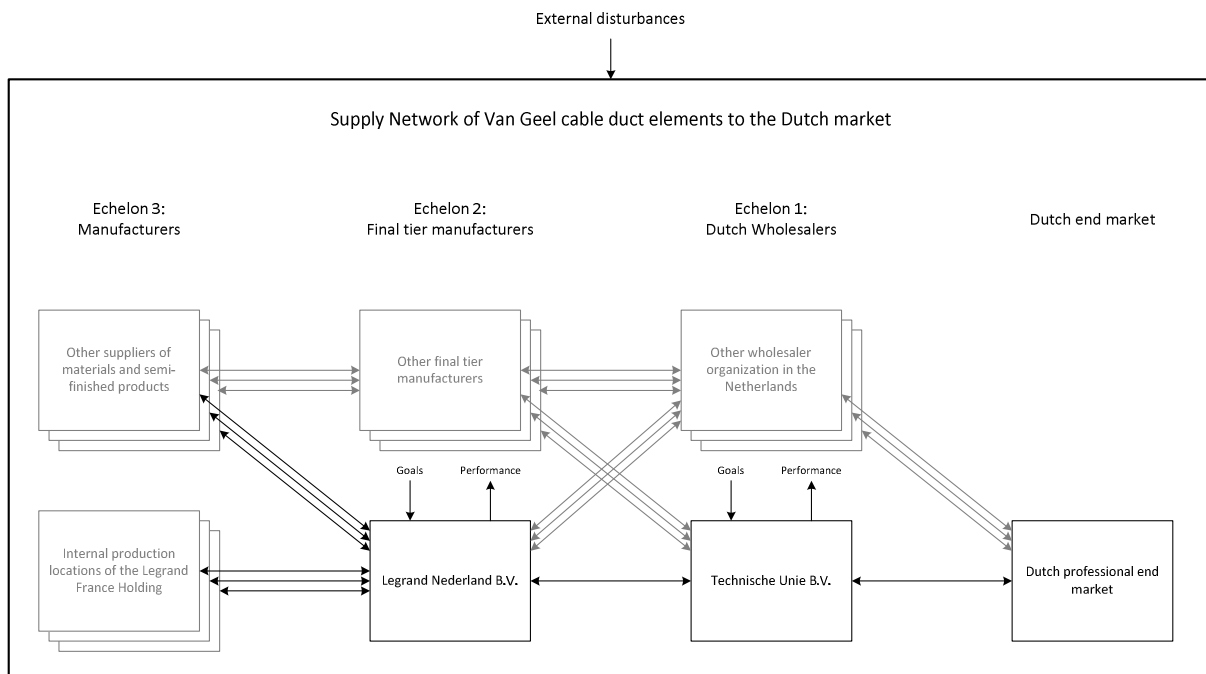 External disturbances
Supply Network of Van Geel cable duct elements to the Dutch market
Echelon 3:
Manufacturers
Echelon 2:
Final tier manufacturers
Echelon 1:
Dutch Wholesalers
Dutch end market
Other suppliers of
materials and semi-
finished products
Other final tier
manufacturers
Other wholesaler
organization in the
Netherlands
Goals
Performance
Goals
Performance
Internal production
locations of the Legrand
France Holding
Legrand Nederland B.V.
Technische Unie B.V.
Dutch professional end
market